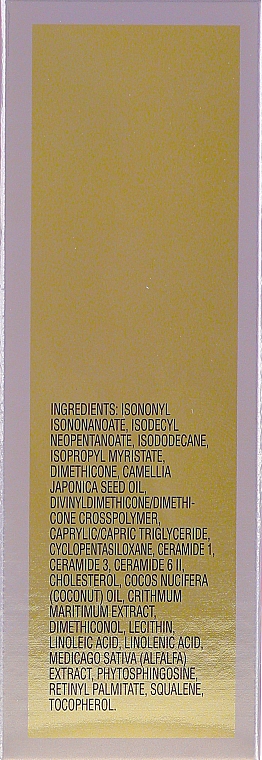 INGREDIENTS: ISONONYL
ISONONANOATE, ISODECYL
NEOPENTANOATE, ISODODECANE,
ISOPROPYL MYRISTATE,
DIMETHICONE, CAMELLIA
JAPONICA SEED OIL,
DIVINYLDIMETHICONE/DIMETHI-
CONE CROSSPOLYMER,
CAPRYLIC/CAPRIC TRIGLYCERIDE,
CYCLOPENTASILOXANE, CERAMIDE 1,
CERAMIDE 3, CERAMIDE 6 II,
CHOLESTEROL, COCOS NUCIFERA
(COCONUT) OIL, CRITHMUM
MARITIMUM EXTRACT,
DIMETHICONOL, LECITHIN,
LINOLEIC ACID, LINOLENIC ACID,
MEDICAGO SATIVA (ALFALFA)
EXTRACT, PHYTOSPHINGOSINE,
RETINYL PALMITATE, SQUALENE,
TOCOPHEROL.